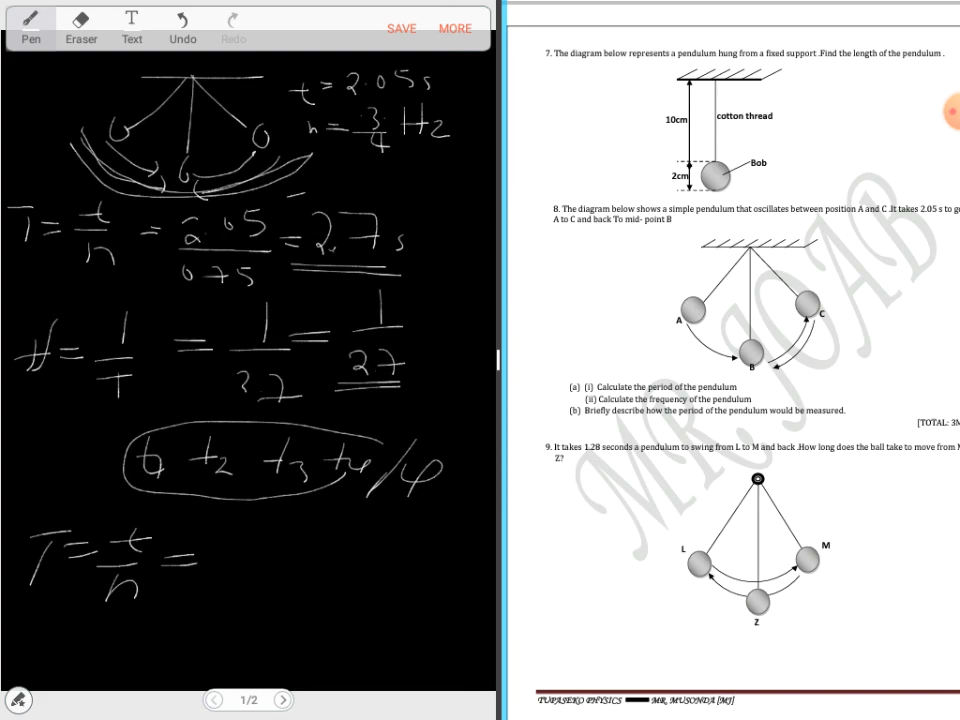 Pen
Eraser
Text
Undo
Redo
SAVE
MORE
t = 2.05s
n = 3/4 Hz
T = t/n = 2.05/0.75 = 2.7 s
= 1/T = 1/2.7 = 1/2.7
t2 t3 t4 / 4
T = t/n =
1/2
7. The diagram below represents a pendulum hung from a fixed support .Find the length of the pendulum .
10cm
cotton thread
Bob
2cm
8. The diagram below shows a simple pendulum that oscillates between position A and C .It takes 2.05 s to
A to C and back To mid- point B
A
C
B
(a) (i) Calculate the period of the pendulum
(ii) Calculate the frequency of the pendulum
(b) Briefly describe how the period of the pendulum would be measured.
[TOTAL: 3M
9. It takes 1.28 seconds a pendulum to swing from L to M and back .How long does the ball take to move from
Z?
L
M
Z
MR JOAB
TUPASEKO PHYSICS MR. MUSONDA [MJ]